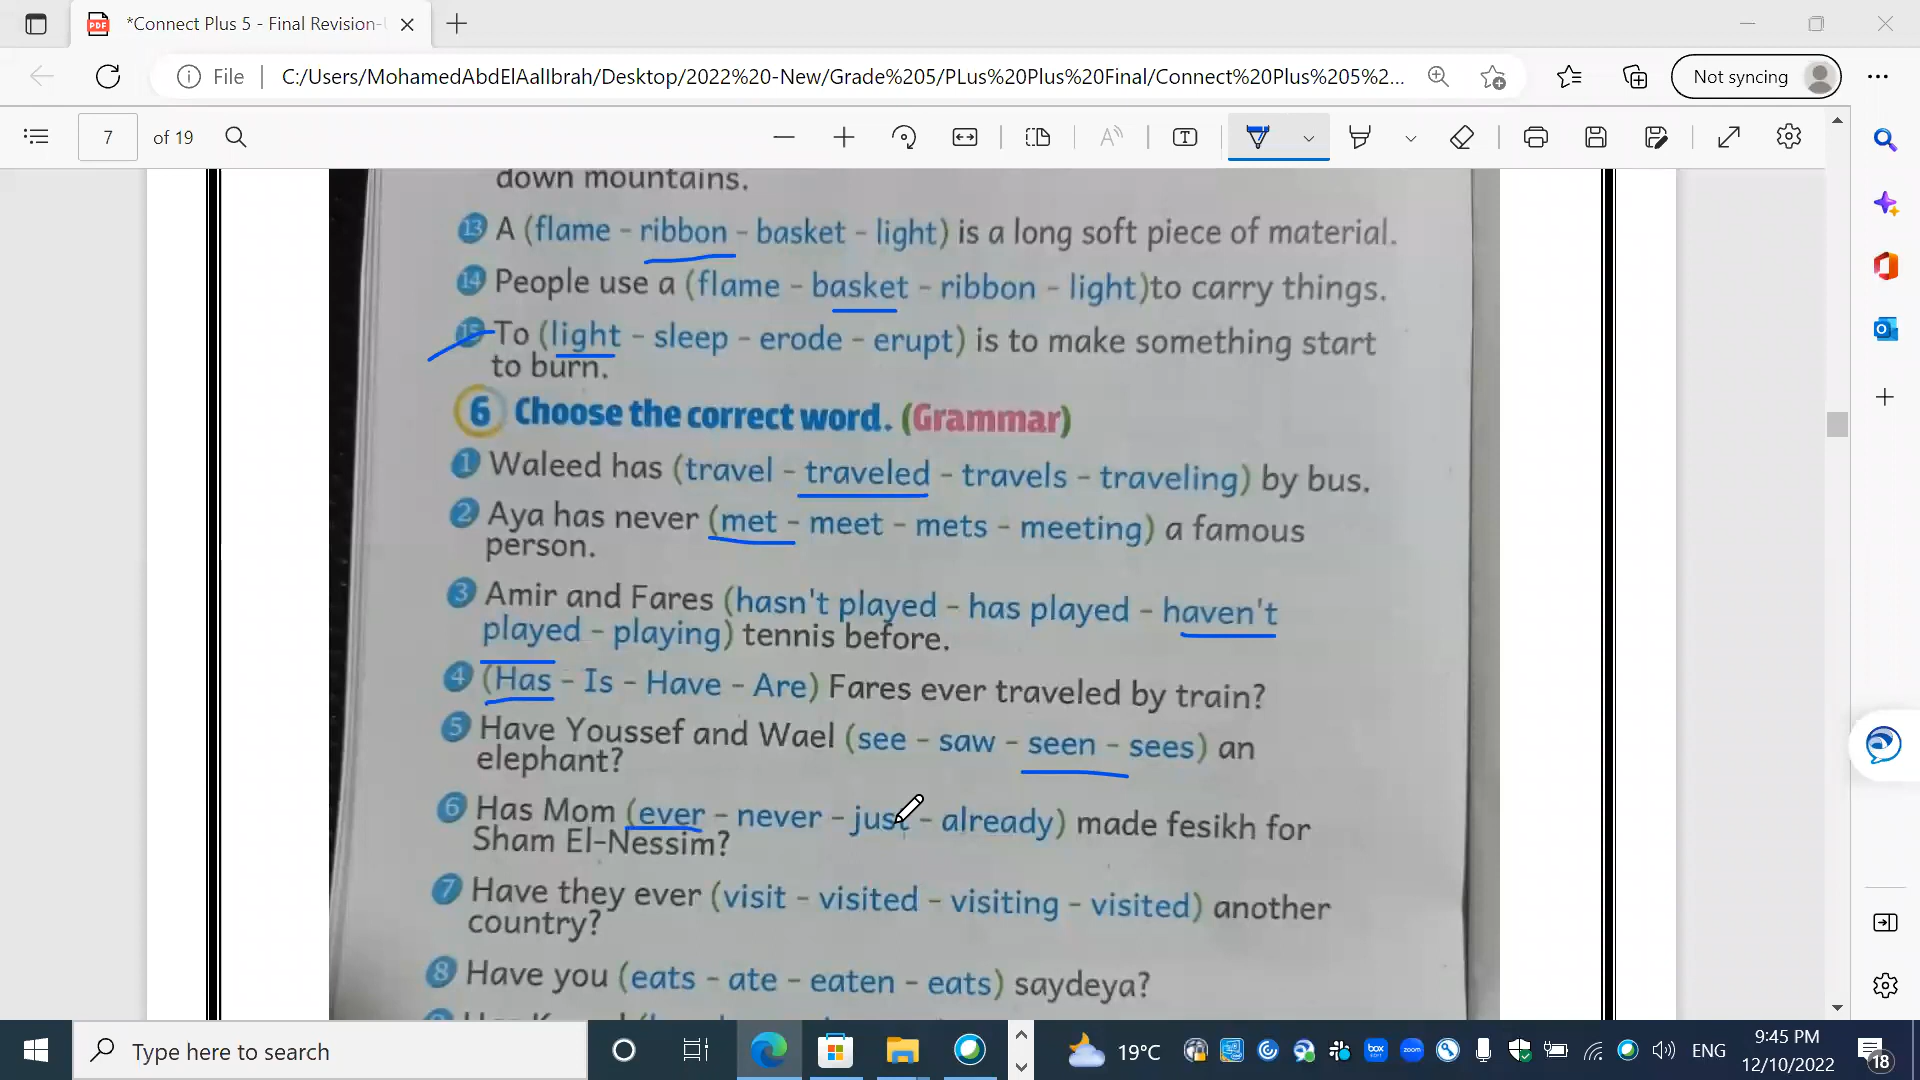 *Connect Plus 5 - Final Revision-
File
C:/Users/MohamedAbdElAalIbrah/Desktop/2022%20-New/Grade%205/PLus%20Plus%20Final/Connect%20Plus%205%2...
Not syncing
7 of 19
down mountains.
13 A (flame - ribbon - basket - light) is a long soft piece of material.
14 People use a (flame - basket - ribbon - light)to carry things.
15 To (light - sleep - erode - erupt) is to make something start
to burn.
6 Choose the correct word. (Grammar)
1 Waleed has (travel - traveled - travels - traveling) by bus.
2 Aya has never (met - meet - mets - meeting) a famous
person.
3 Amir and Fares (hasn't played - has played - haven't
played - playing) tennis before.
4 (Has - Is - Have - Are) Fares ever traveled by train?
5 Have Youssef and Wael (see - saw - seen - sees) an
elephant?
6 Has Mom (ever - never - just - already) made fesikh for
Sham El-Nessim?
7 Have they ever (visit - visited - visiting - visited) another
country?
8 Have you (eats - ate - eaten - eats) saydeya?
Type here to search
19°C
ENG
9:45 PM
12/10/2022
18